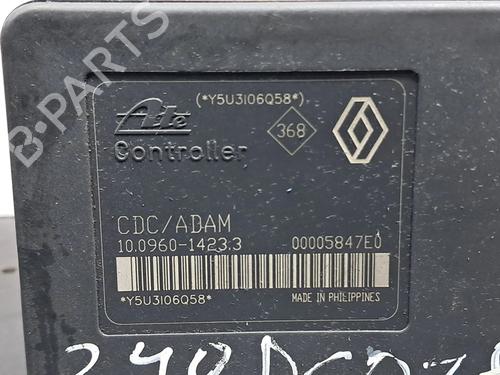 (*Y5U3I06Q58*)
Ate
368
Controller
CDC/ADAM
10.0960-1423.3 00005847E0
*Y5U3I06Q58*
MADE IN PHILIPPINES
B-PARTS